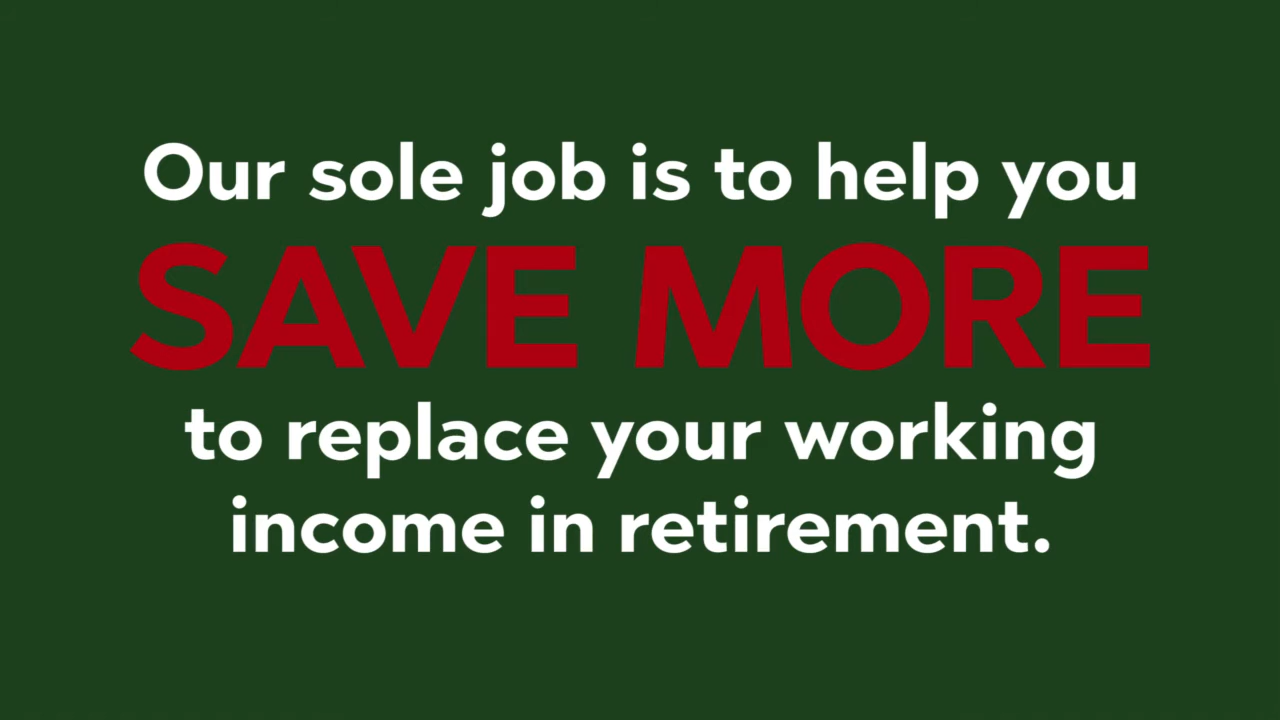 Our sole job is to help you
SAVE MORE
to replace your working
income in retirement.